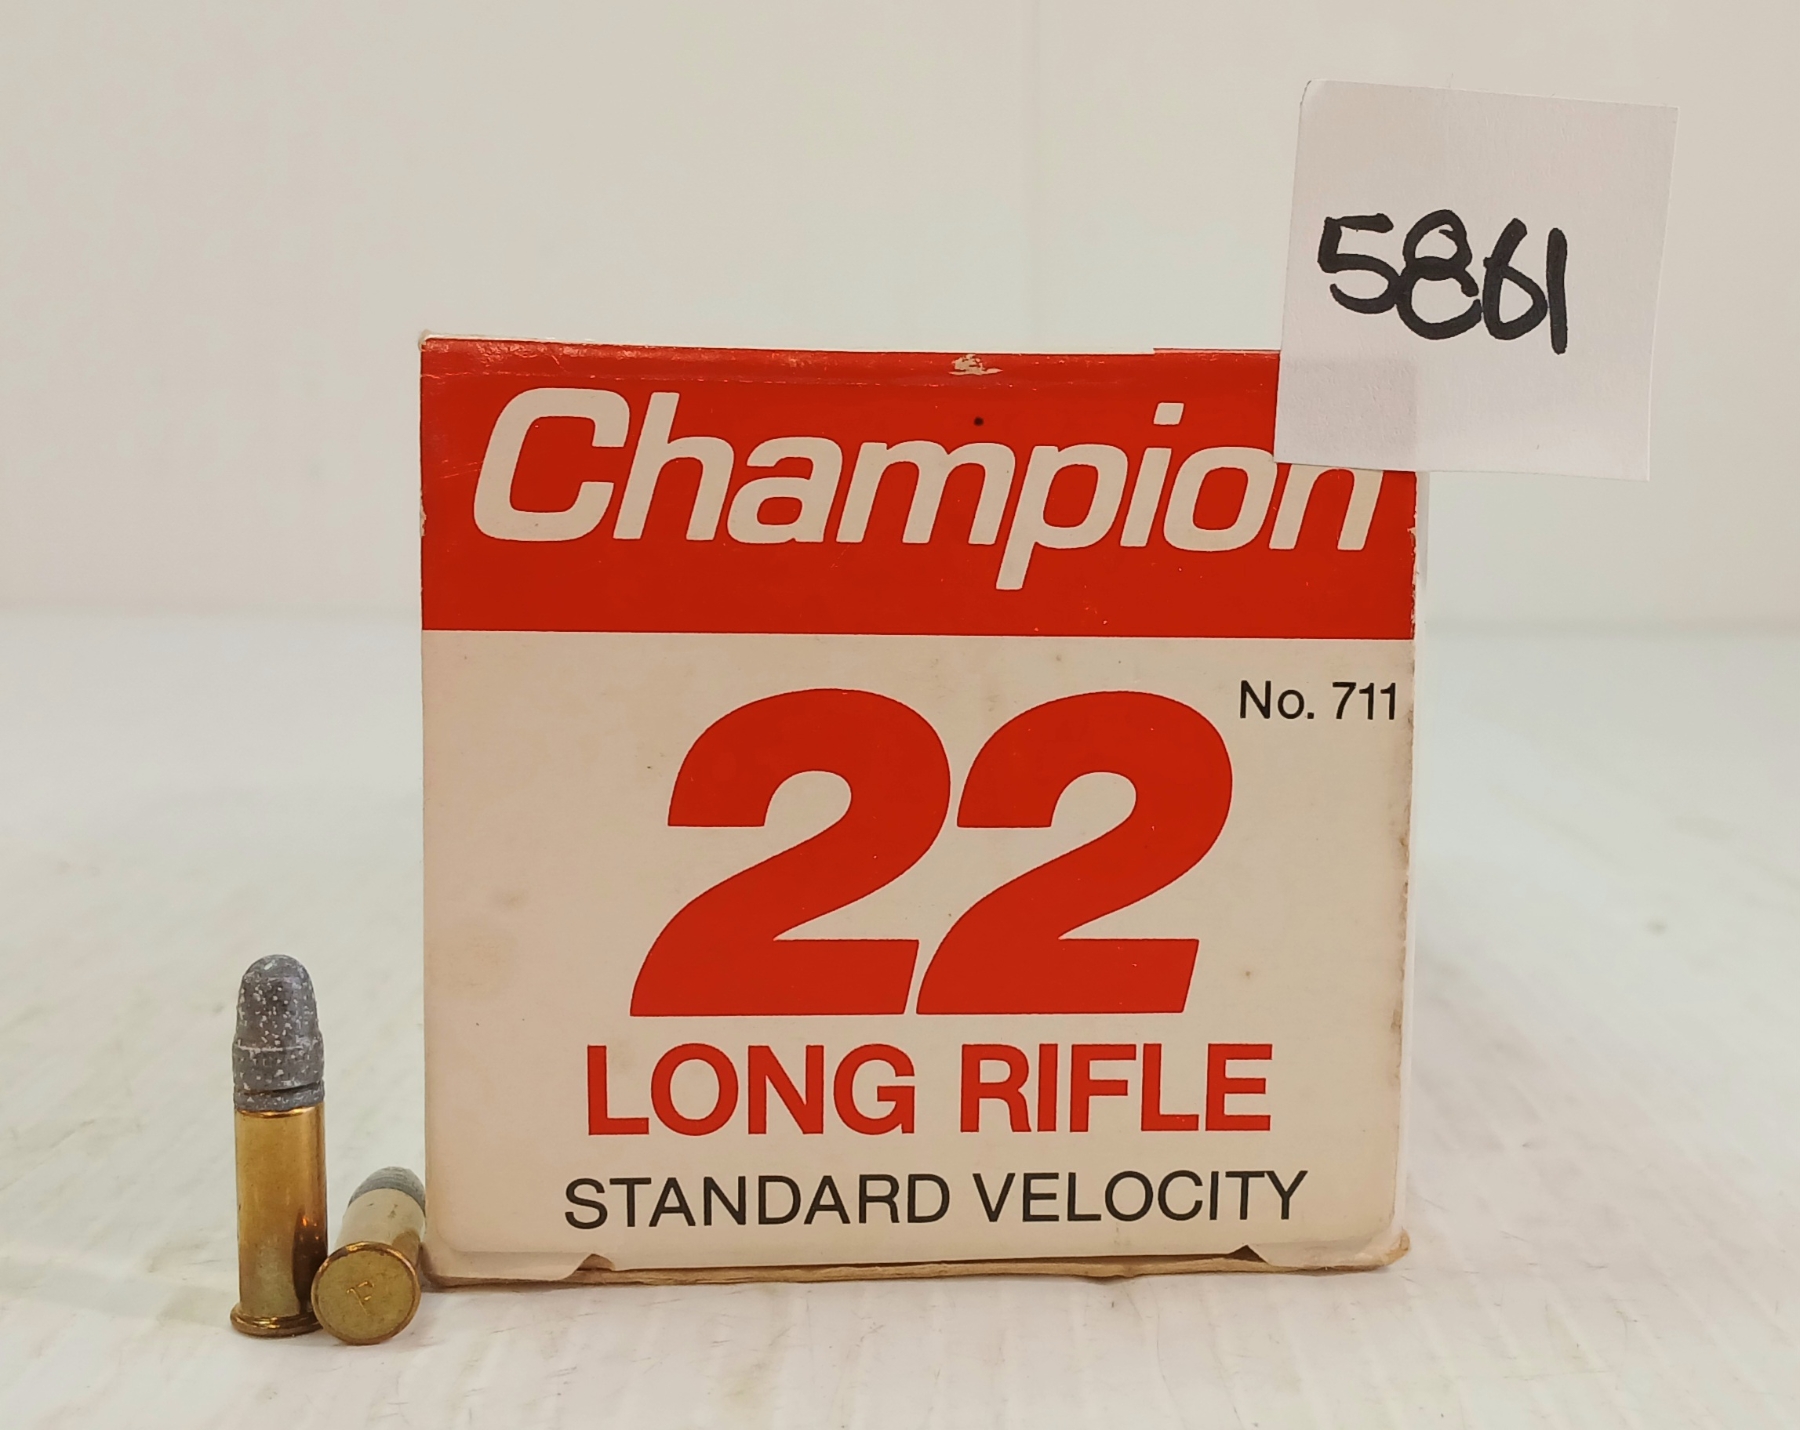 5861
Champion
No. 711
22
LONG RIFLE
STANDARD VELOCITY
F